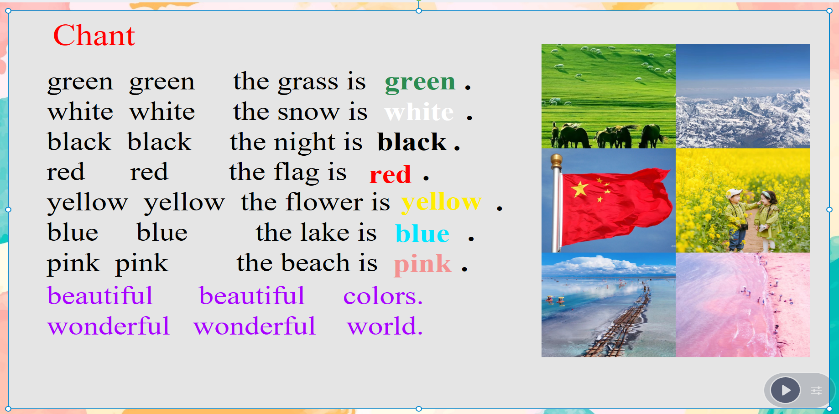 Chant
green green the grass is green .
white white the snow is white .
black black the night is black .
red red the flag is red .
yellow yellow the flower is yellow .
blue blue the lake is blue .
pink pink the beach is pink .
beautiful beautiful colors.
wonderful wonderful world.